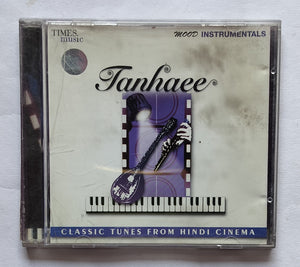 TIMES
music
MOOD INSTRUMENTALS
Tanhaee
CLASSIC TUNES FROM HINDI CINEMA